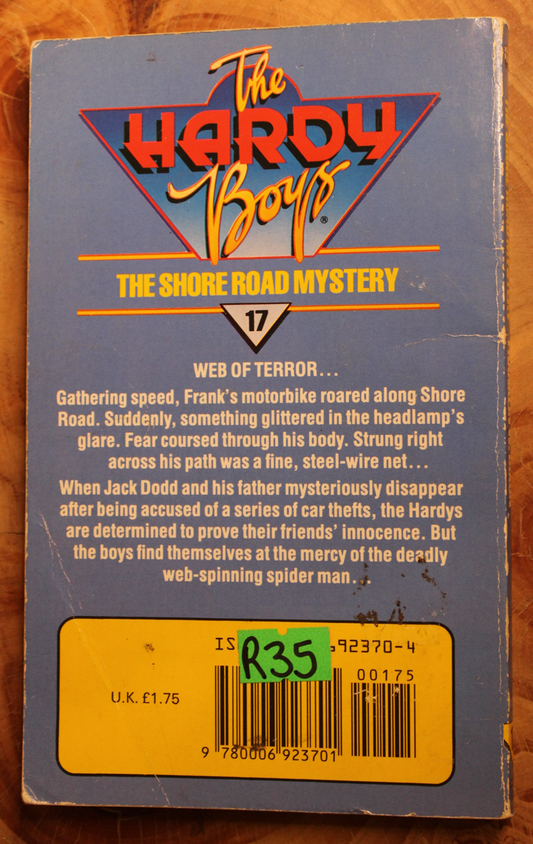 The
HARDY
Boys®
THE SHORE ROAD MYSTERY
17
WEB OF TERROR...
Gathering speed, Frank's motorbike roared along Shore
Road. Suddenly, something glittered in the headlamp's
glare. Fear coursed through his body. Strung right
across his path was a fine, steel-wire net...
When Jack Dodd and his father mysteriously disappear
after being accused of a series of car thefts, the Hardys
are determined to prove their friends' innocence. But
the boys find themselves at the mercy of the deadly
web-spinning spider man...
IS 92370-4
R35
00175
U.K. £1.75
9 780006 923701